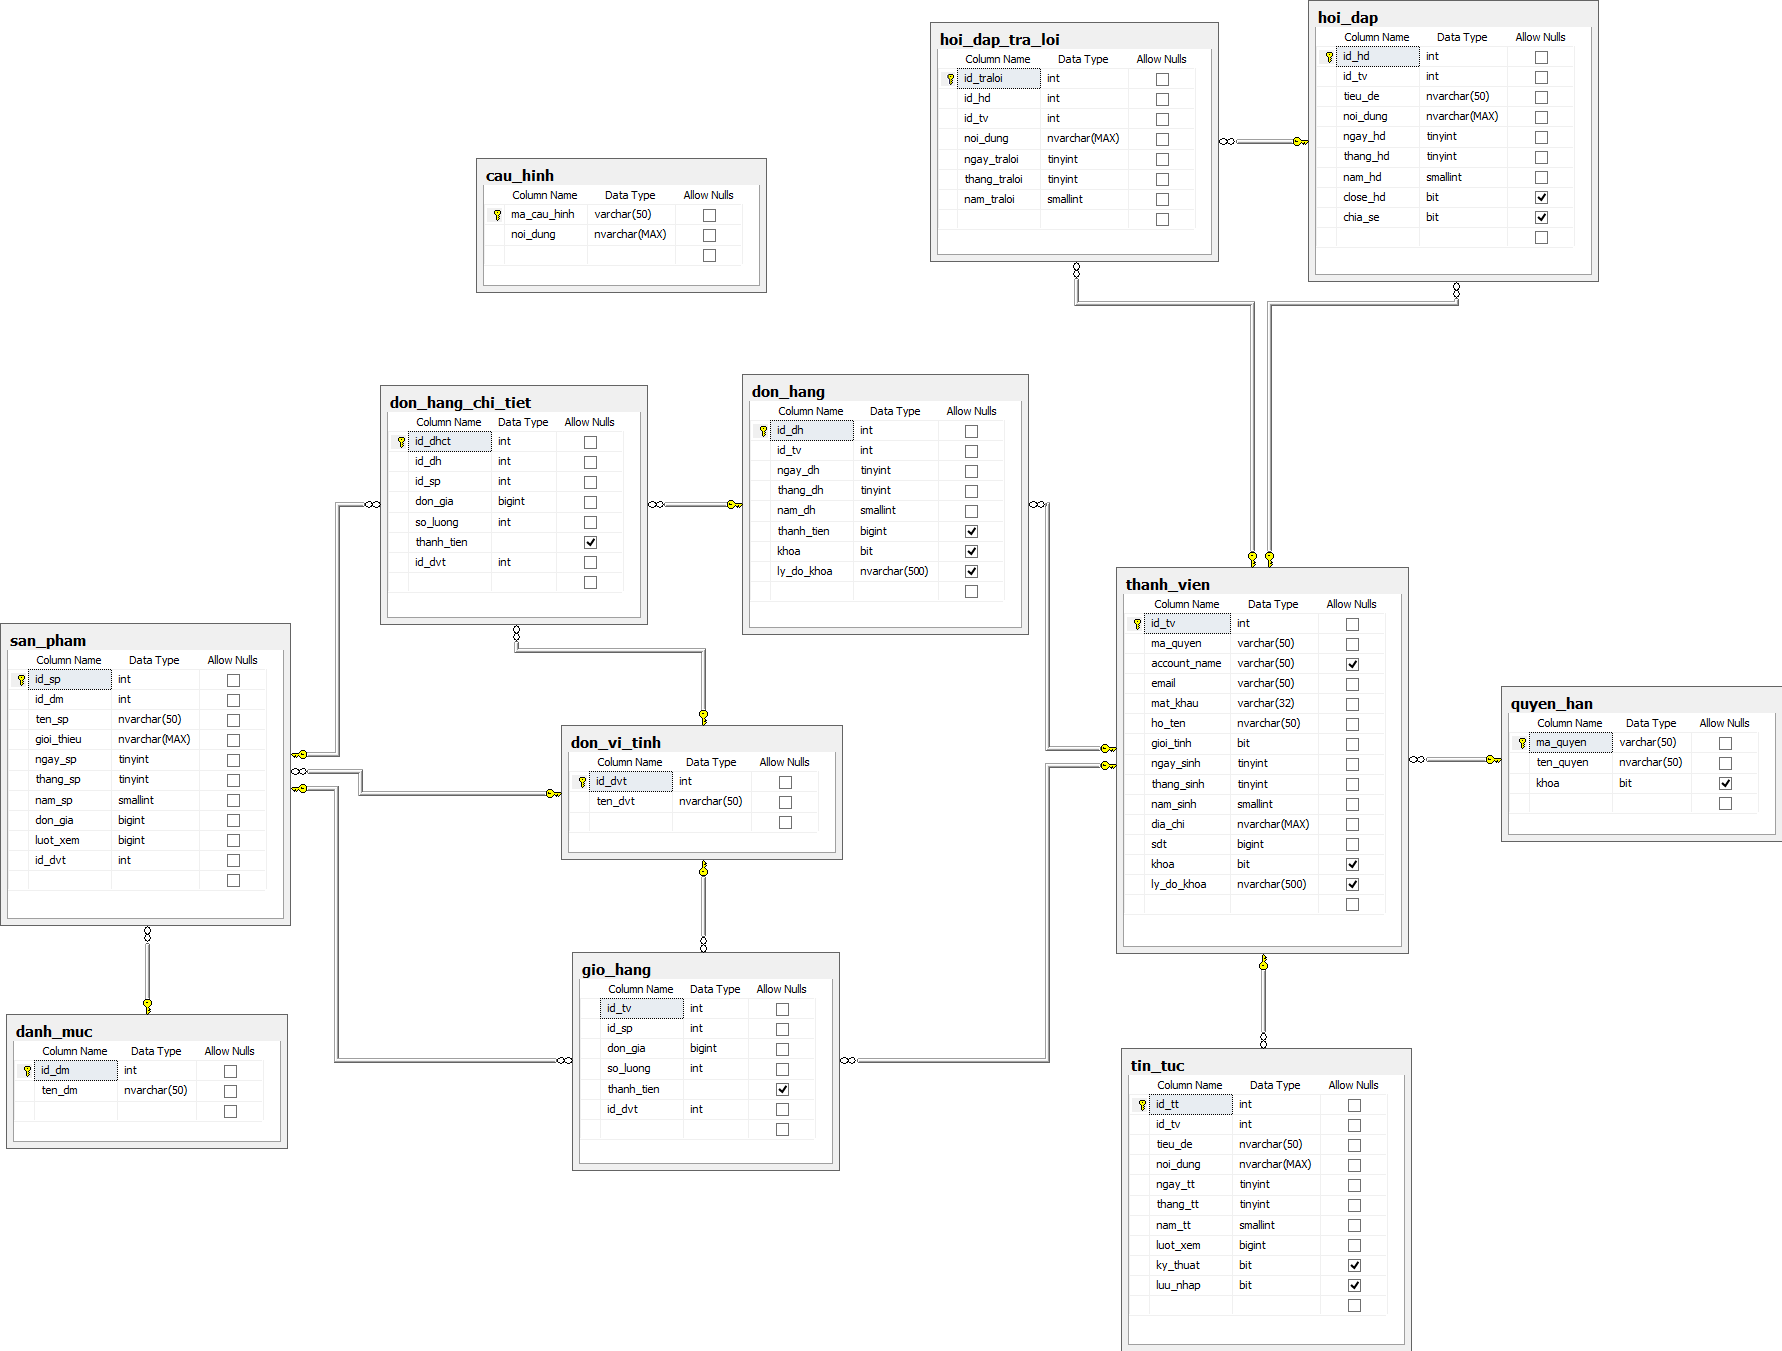 hoi_dap
Column Name Data Type Allow Nulls
id_hd int
id_tv int
tieu_de nvarchar(50)
noi_dung nvarchar(MAX)
ngay_hd tinyint
thang_hd tinyint
nam_hd smallint
close_hd bit
chia_se bit
hoi_dap_tra_loi
Column Name Data Type Allow Nulls
id_traloi int
id_hd int
id_tv int
noi_dung nvarchar(MAX)
ngay_traloi tinyint
thang_traloi tinyint
nam_traloi smallint
cau_hinh
Column Name Data Type Allow Nulls
ma_cau_hinh varchar(50)
noi_dung nvarchar(MAX)
don_hang_chi_tiet
Column Name Data Type Allow Nulls
id_dhct int
id_dh int
id_sp int
don_gia bigint
so_luong int
thanh_tien
id_dvt int
don_hang
Column Name Data Type Allow Nulls
id_dh int
id_tv int
ngay_dh tinyint
thang_dh tinyint
nam_dh smallint
thanh_tien bigint
khoa bit
ly_do_khoa nvarchar(500)
thanh_vien
Column Name Data Type Allow Nulls
id_tv int
ma_quyen varchar(50)
account_name varchar(50)
email varchar(50)
mat_khau varchar(32)
ho_ten nvarchar(50)
gioi_tinh bit
ngay_sinh tinyint
thang_sinh tinyint
nam_sinh smallint
dia_chi nvarchar(MAX)
sdt bigint
khoa bit
ly_do_khoa nvarchar(500)
san_pham
Column Name Data Type Allow Nulls
id_sp int
id_dm int
ten_sp nvarchar(50)
gioi_thieu nvarchar(MAX)
ngay_sp tinyint
thang_sp tinyint
nam_sp smallint
don_gia bigint
luot_xem bigint
id_dvt int
quyen_han
Column Name Data Type Allow Nulls
ma_quyen varchar(50)
ten_quyen nvarchar(50)
khoa bit
don_vi_tinh
Column Name Data Type Allow Nulls
id_dvt int
ten_dvt nvarchar(50)
gio_hang
Column Name Data Type Allow Nulls
id_tv int
id_sp int
don_gia bigint
so_luong int
thanh_tien
id_dvt int
danh_muc
Column Name Data Type Allow Nulls
id_dm int
ten_dm nvarchar(50)
tin_tuc
Column Name Data Type Allow Nulls
id_tt int
id_tv int
tieu_de nvarchar(50)
noi_dung nvarchar(MAX)
ngay_tt tinyint
thang_tt tinyint
nam_tt smallint
luot_xem bigint
ky_thuat bit
luu_nhap bit